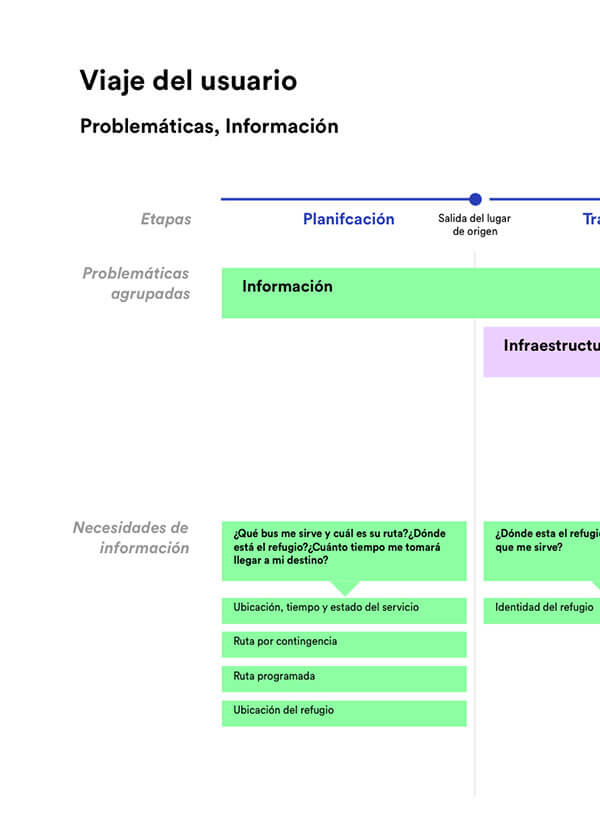 Viaje del usuario
Problemáticas, Información
Etapas
Planifcación
Salida del lugar
de origen
Tra
Problemáticas
agrupadas
Información
Infraestructu
Necesidades de
información
¿Qué bus me sirve y cuál es su ruta?¿Dónde
está el refugio?¿Cuánto tiempo me tomará
llegar a mi destino?
¿Dónde esta el refugio
que me sirve?
Ubicación, tiempo y estado del servicio
Identidad del refugio
Ruta por contingencia
Ruta programada
Ubicación del refugio